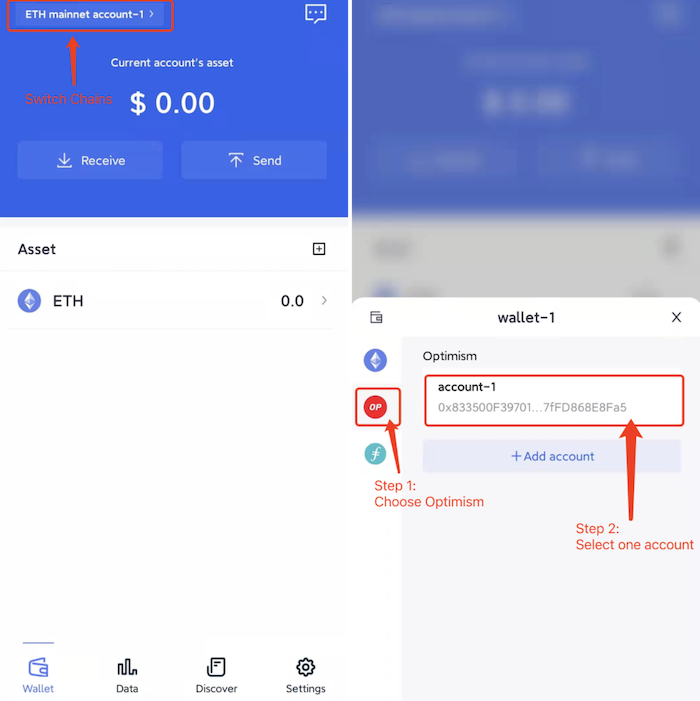 ETH mainnet account-1 >
Switch Chains
Current account's asset
$ 0.00
Receive
Send
Asset
ETH
0.0 >
Wallet
Data
Discover
Settings
wallet-1
Optimism
OP
account-1
0x833500F39701...7fFD868E8Fa5
+ Add account
Step 1:
Choose Optimism
Step 2:
Select one account